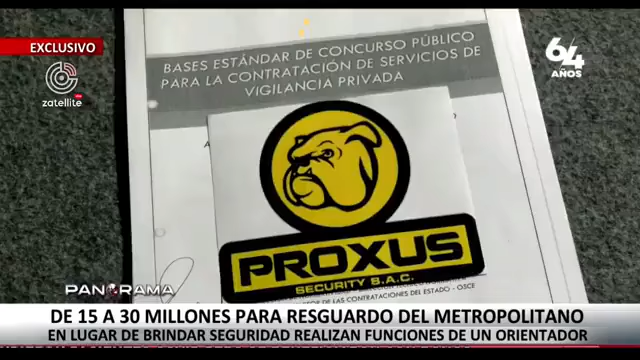 EXCLUSIVO
zatellite
64
AÑOS
BASES ESTÁNDAR DE CONCURSO PÚBLICO
PARA LA CONTRATACIÓN DE SERVICIOS DE
VIGILANCIA PRIVADA
PROXUS
SECURITY S.A.C.
DE LAS CONTRATACIONES DEL ESTADO - OSCE
PANORAMA
DE 15 A 30 MILLONES PARA RESGUARDO DEL METROPOLITANO
EN LUGAR DE BRINDAR SEGURIDAD REALIZAN FUNCIONES DE UN ORIENTADOR